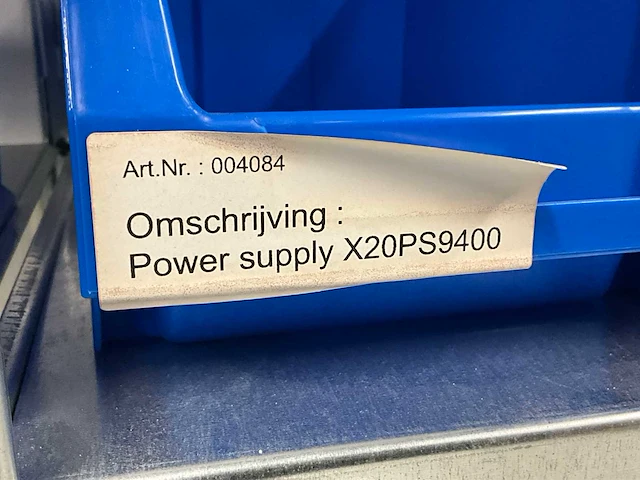 Art.Nr. : 004084
Omschrijving :
Power supply X20PS9400